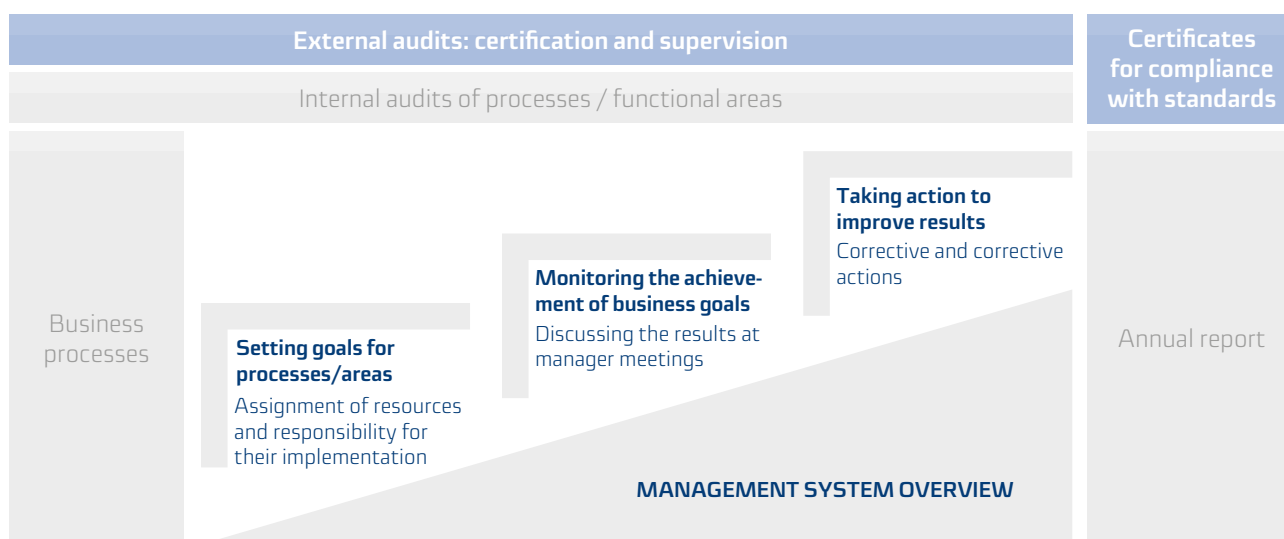 External audits: certification and supervision
Certificates
for compliance
with standards
Internal audits of processes / functional areas
Business
processes
Setting goals for
processes/areas
Assignment of resources
and responsibility for
their implementation
Monitoring the achieve-
ment of business goals
Discussing the results at
manager meetings
Taking action to
improve results
Corrective and corrective
actions
Annual report
MANAGEMENT SYSTEM OVERVIEW